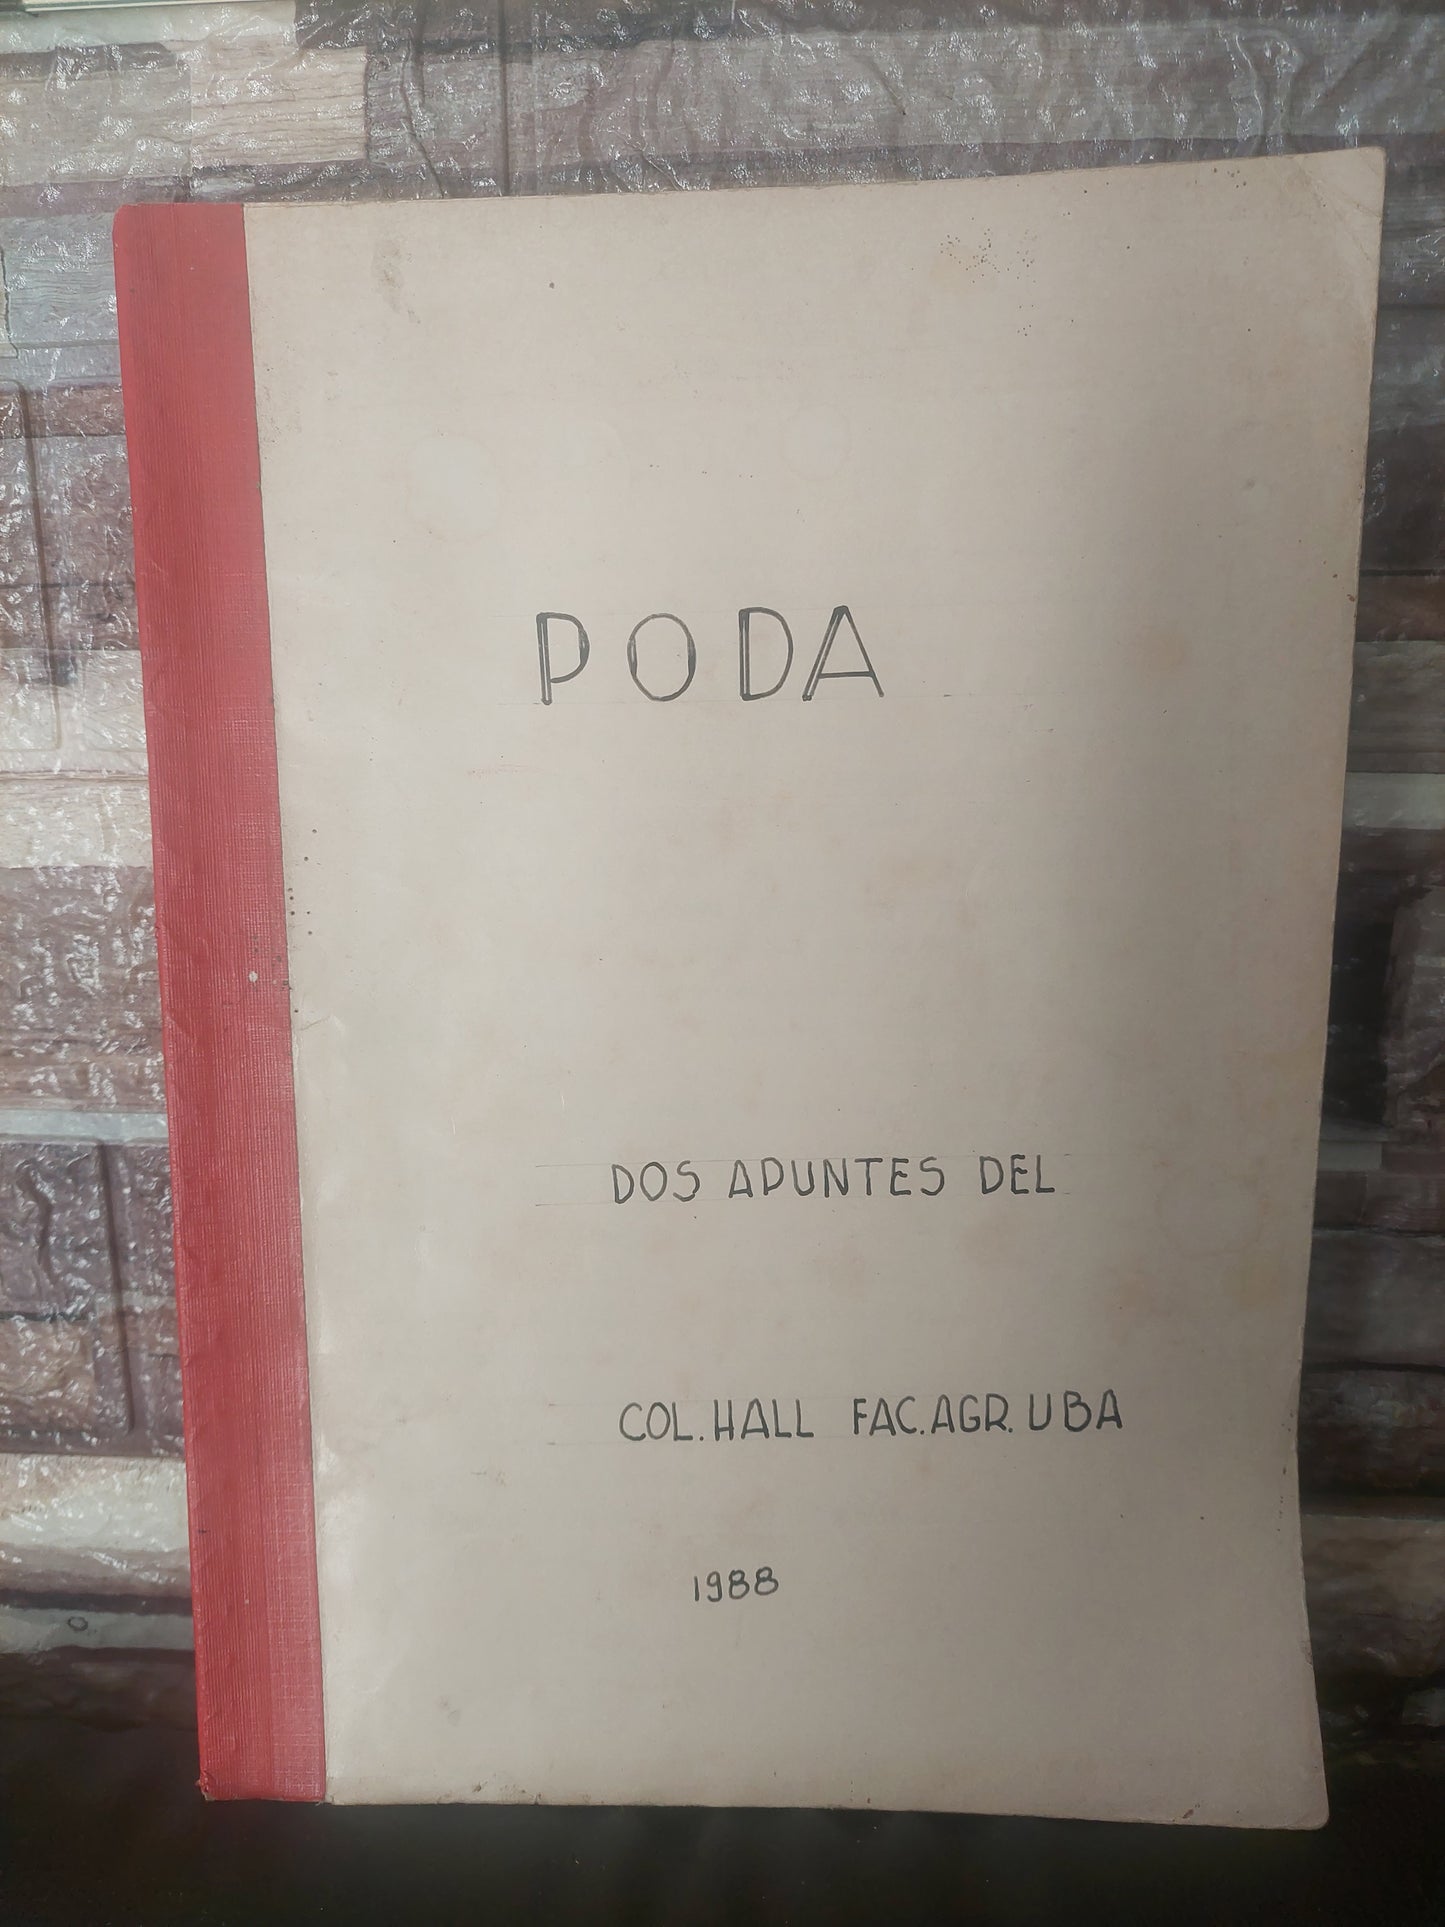 PODA
DOS APUNTES DEL
COL. HALL FAC. AGR. UBA
1988